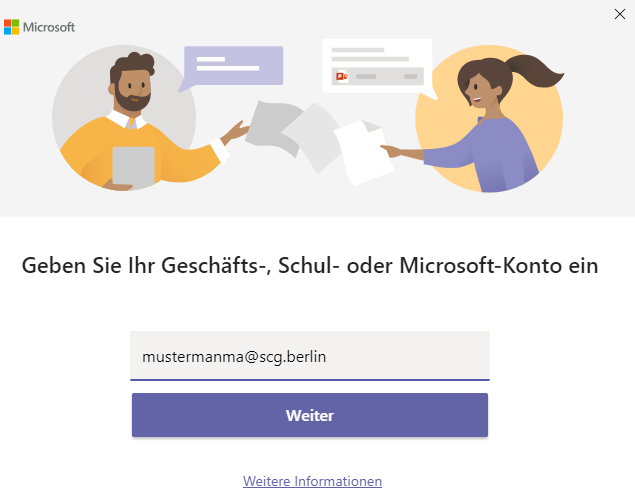 Microsoft
Geben Sie Ihr Geschäfts-, Schul- oder Microsoft-Konto ein
mustermanma@scg.berlin
Weiter
Weitere Informationen